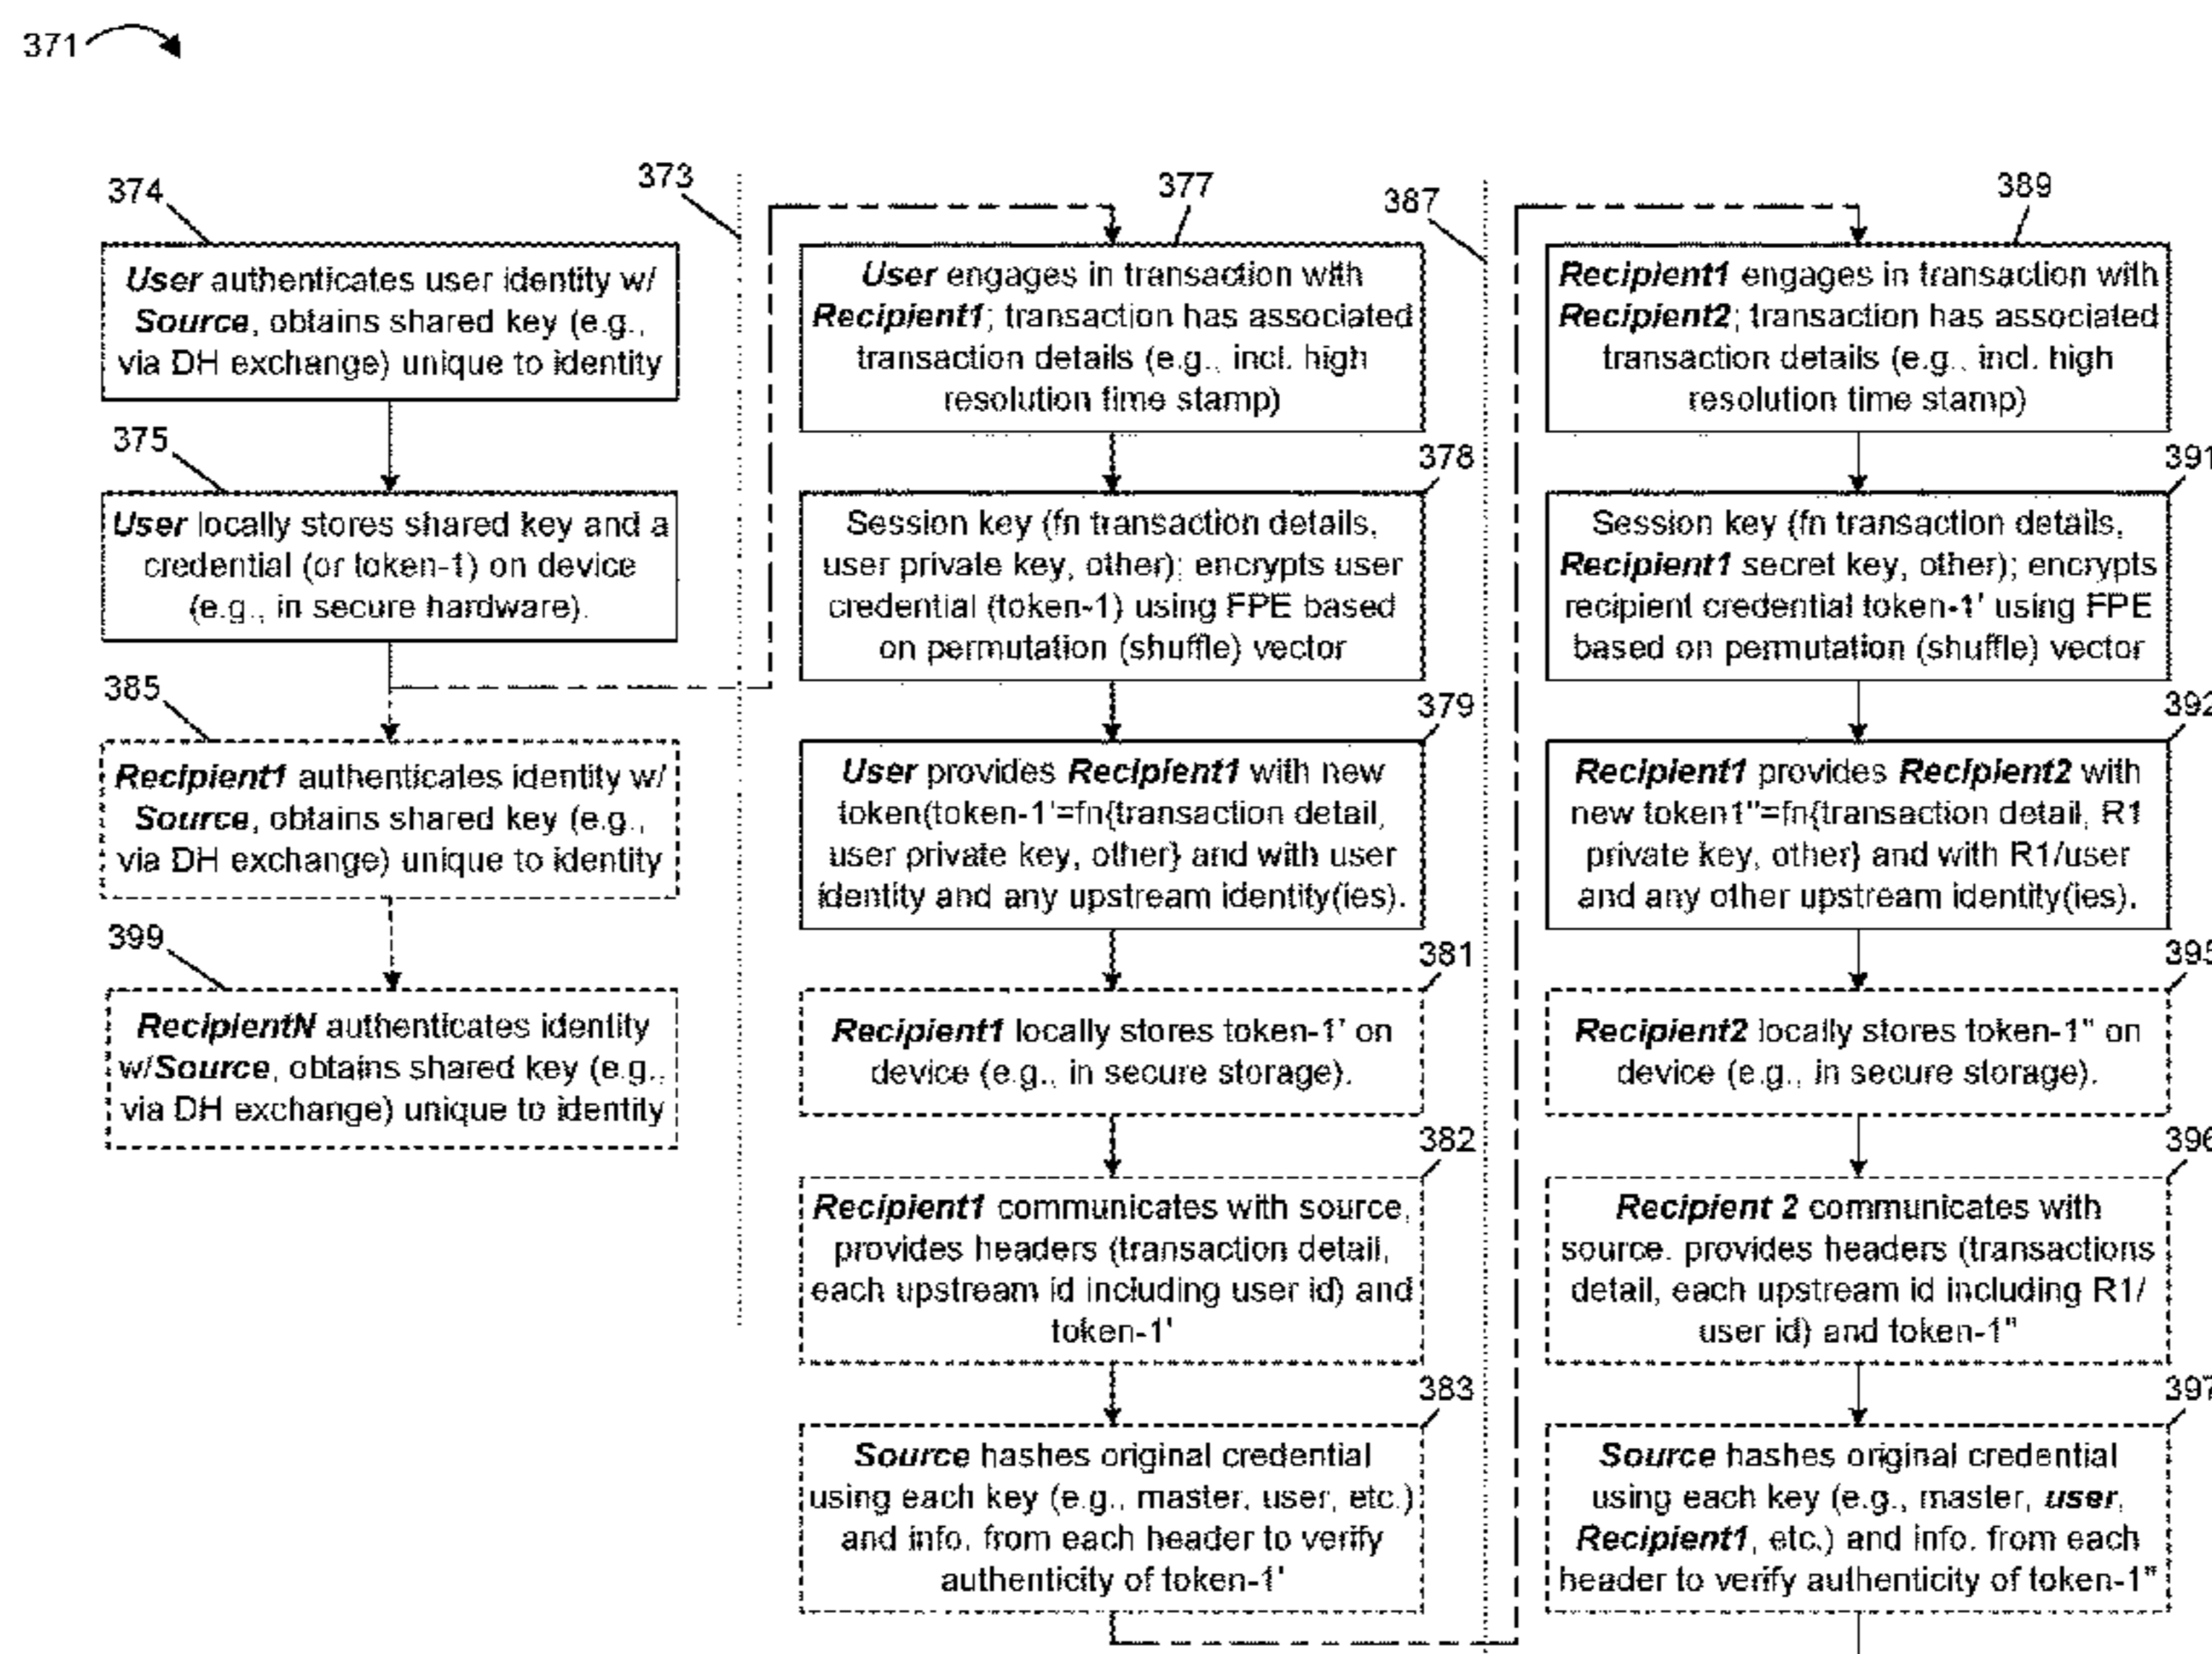 371
374
User authenticates user identity w/
Source, obtains shared key (e.g.,
via DH exchange) unique to identity
375
User locally stores shared key and a
credential (or token-1) on device
(e.g., in secure hardware).
385
Recipient1 authenticates identity w/
Source, obtains shared key (e.g.,
via DH exchange) unique to identity
399
RecipientN authenticates identity
w/Source, obtains shared key (e.g.,
via DH exchange) unique to identity
373
377
User engages in transaction with
Recipient1; transaction has associated
transaction details (e.g., incl. high
resolution time stamp)
378
Session key (fn transaction details,
user private key, other); encrypts user
credential (token-1) using FPE based
on permutation (shuffle) vector
379
User provides Recipient1 with new
token(token-1'=fn{transaction detail,
user private key, other} and with user
identity and any upstream identity(ies).
381
Recipient1 locally stores token-1' on
device (e.g., in secure storage).
382
Recipient1 communicates with source,
provides headers (transaction detail,
each upstream id including user id) and
token-1'
383
Source hashes original credential
using each key (e.g., master, user, etc.)
and info. from each header to verify
authenticity of token-1'
387
389
Recipient1 engages in transaction with
Recipient2; transaction has associated
transaction details (e.g., incl. high
resolution time stamp)
391
Session key (fn transaction details,
Recipient1 secret key, other); encrypts
recipient credential token-1' using FPE
based on permutation (shuffle) vector
392
Recipient1 provides Recipient2 with
new token1"=fn{transaction detail, R1
private key, other} and with R1/user
and any other upstream identity(ies).
395
Recipient2 locally stores token-1" on
device (e.g., in secure storage).
396
Recipient 2 communicates with
source. provides headers (transactions
detail, each upstream id including R1/
user id) and token-1"
397
Source hashes original credential
using each key (e.g., master, user,
Recipient1, etc.) and info. from each
header to verify authenticity of token-1"